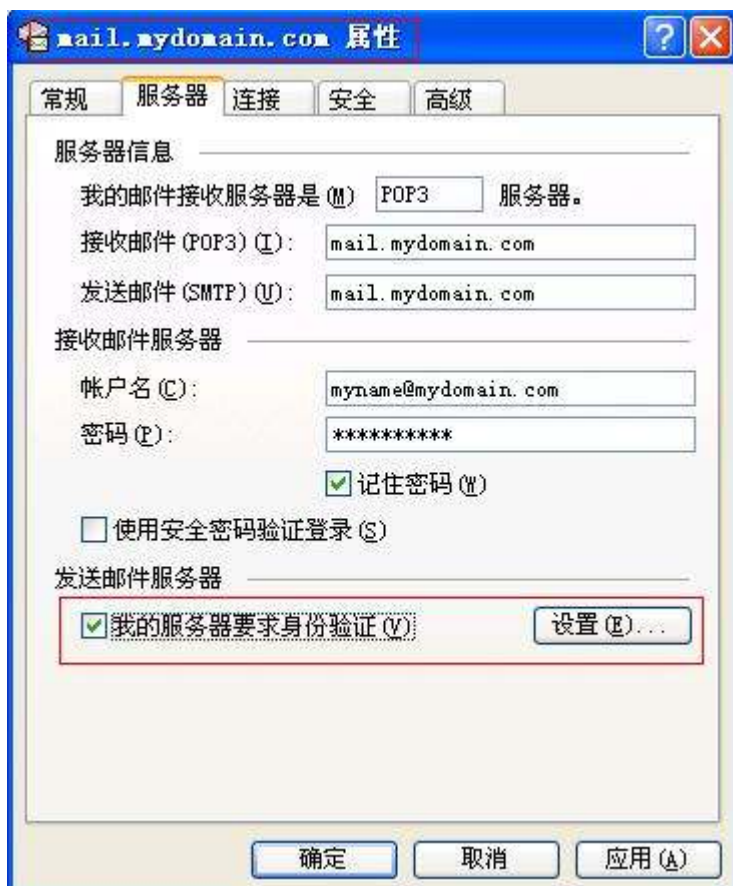 mail.mydomain.com 属性
常规 服务器 连接 安全 高级
服务器信息
我的邮件接收服务器是(M) POP3 服务器。
接收邮件(POP3)(I): mail.mydomain.com
发送邮件(SMTP)(U): mail.mydomain.com
接收邮件服务器
帐户名(C): myname@mydomain.com
密码(P): **********
记住密码(W)
使用安全密码验证登录(S)
发送邮件服务器
我的服务器要求身份验证(V) 设置(E)...
确定 取消 应用(A)